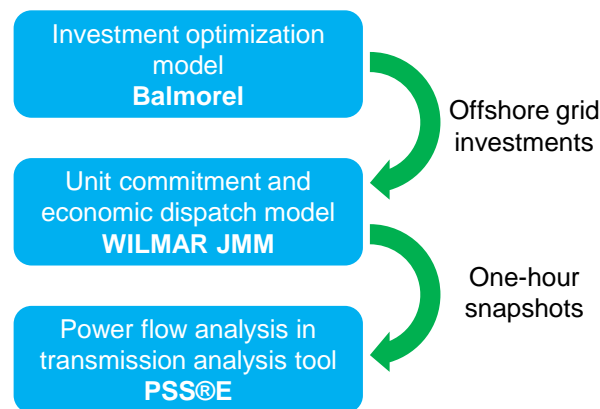 Investment optimization
model
Balmorel
Offshore grid
investments
Unit commitment and
economic dispatch model
WILMAR JMM
One-hour
snapshots
Power flow analysis in
transmission analysis tool
PSS®E